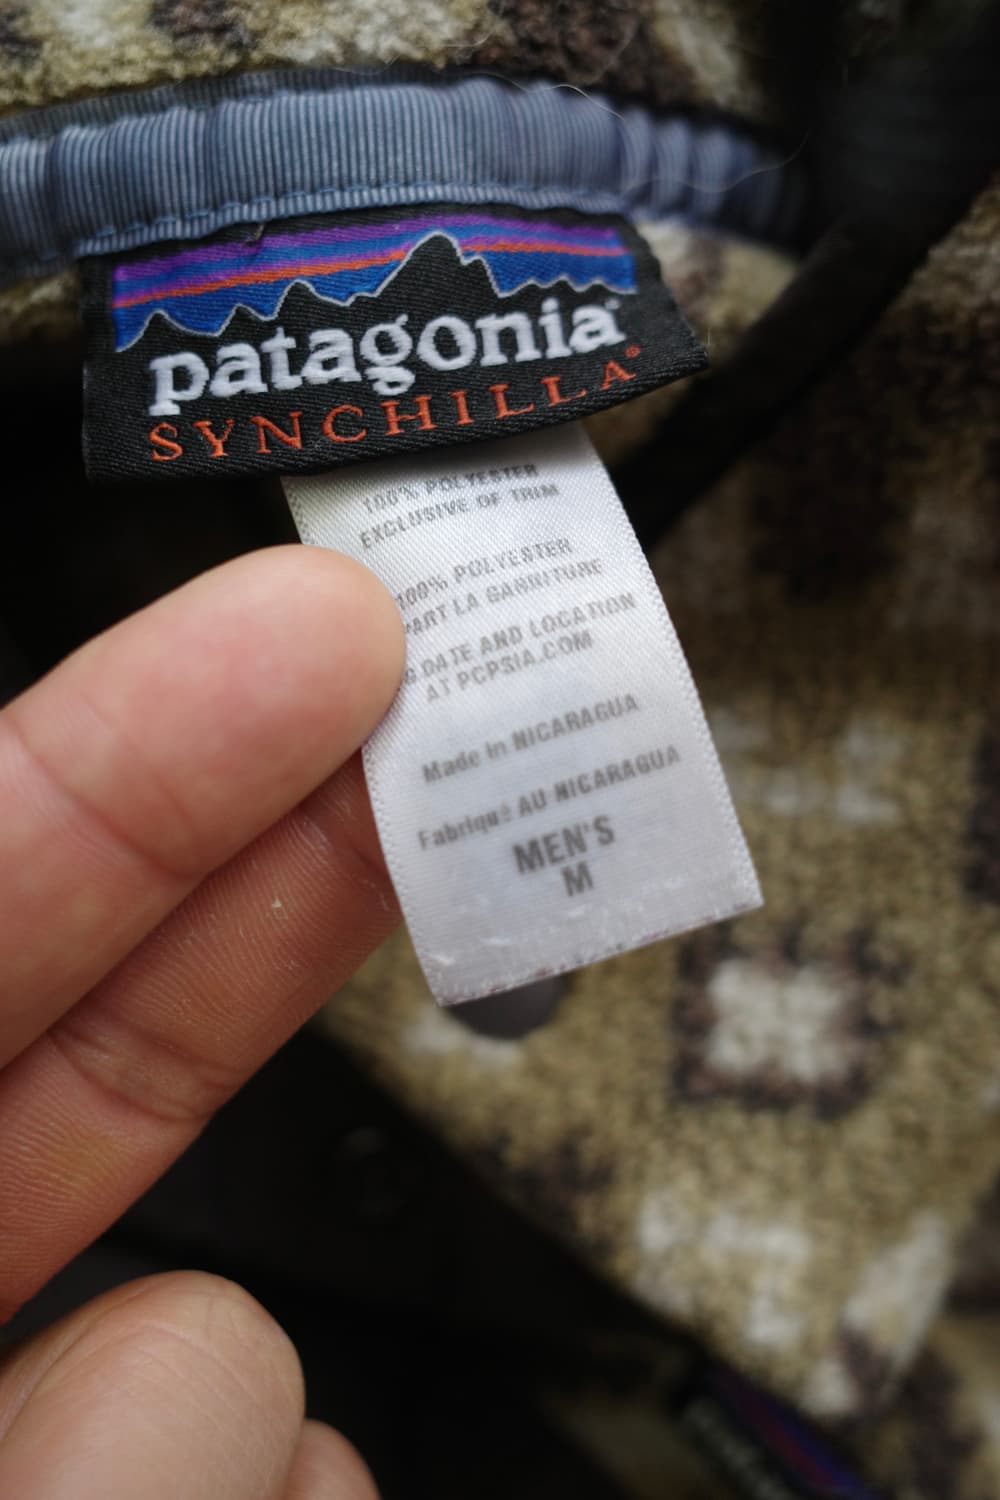 patagonia®
SYNCHILLA®
100% POLYESTER
EXCLUSIVE OF TRIM
100% POLYESTER
PART LA GARNITURE
DATE AND LOCATION
AT PCPSIA.COM
Made in NICARAGUA
Fabriqué AU NICARAGUA
MEN'S
M